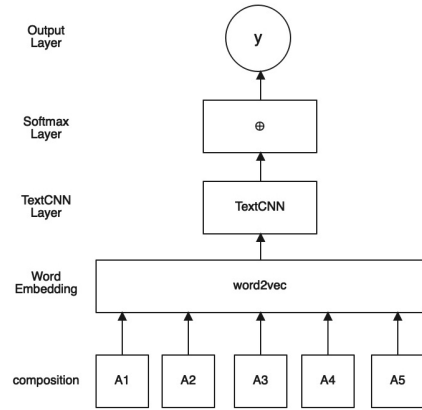 Output
Layer
y
Softmax
Layer
⊕
TextCNN
Layer
TextCNN
Word
Embedding
word2vec
composition
A1
A2
A3
A4
A5